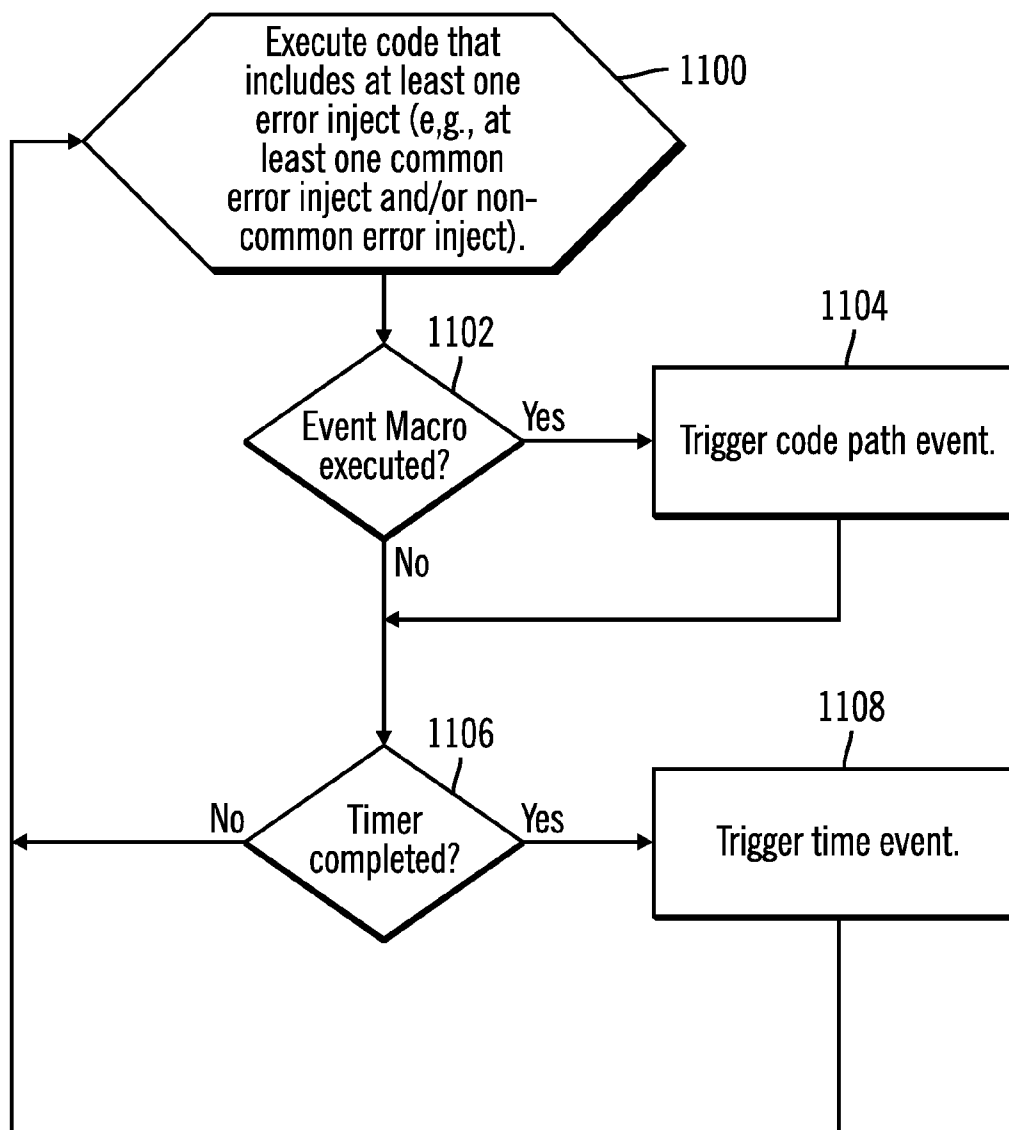 Execute code that
includes at least one
error inject (e,g., at
least one common
error inject and/or non-
common error inject).
1100
1102
Event Macro
executed?
Yes
No
1104
Trigger code path event.
1106
Timer
completed?
No
Yes
1108
Trigger time event.